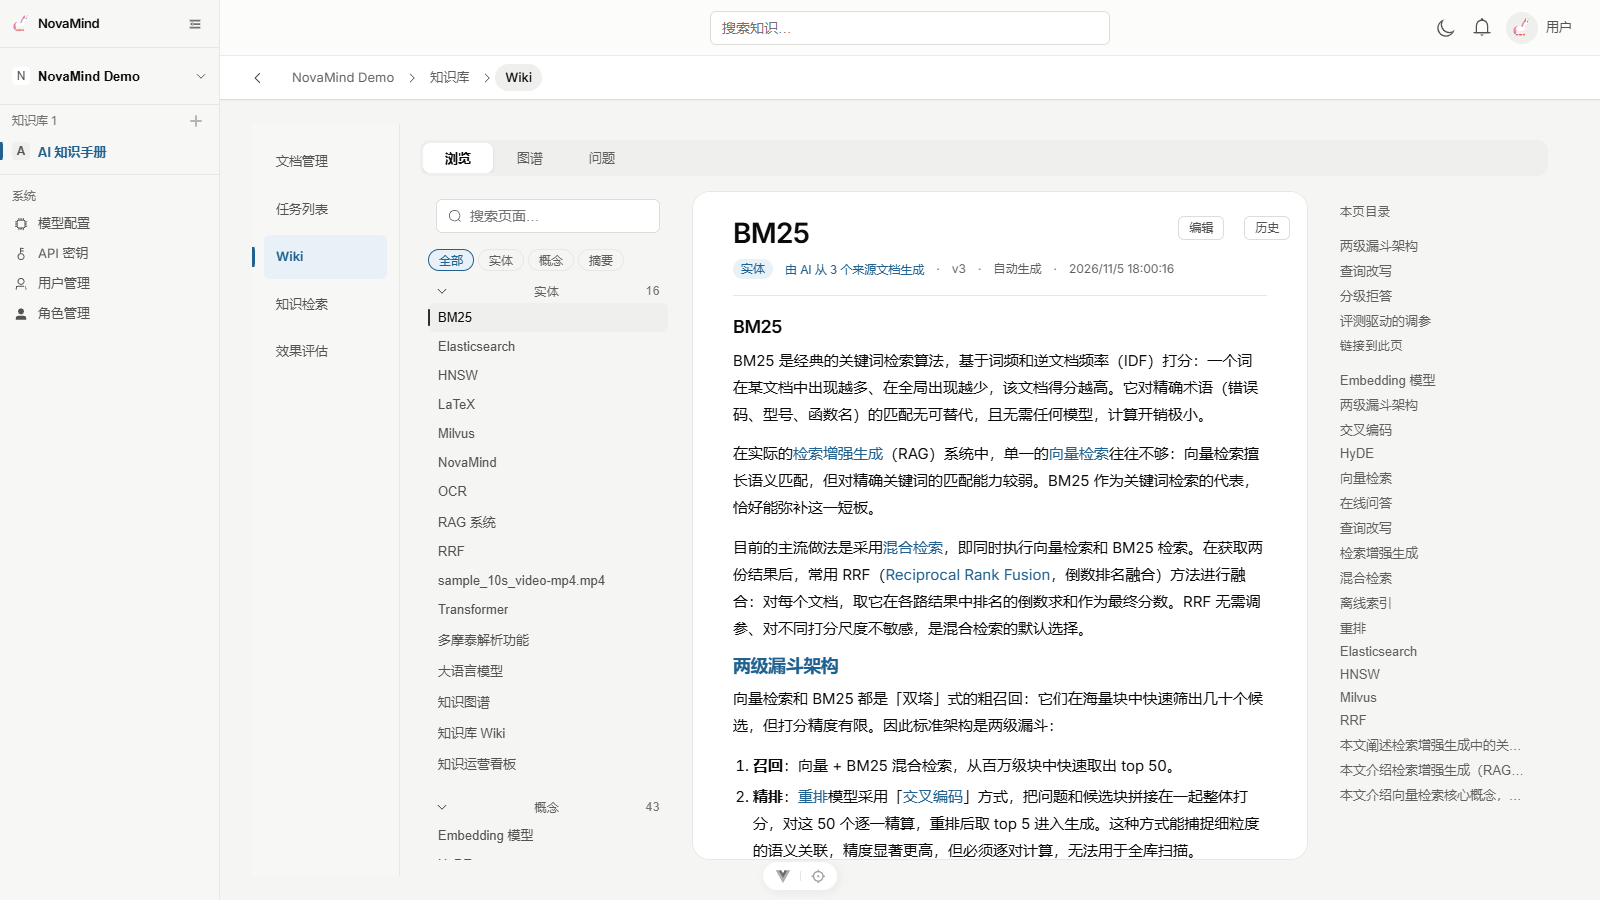 NovaMind
搜索知识...
用户
N NovaMind Demo
NovaMind Demo
知识库
Wiki
知识库 1
A AI 知识手册
系统
模型配置
API 密钥
用户管理
角色管理
文档管理
任务列表
Wiki
知识检索
效果评估
浏览
图谱
问题
搜索页面...
全部
实体
概念
摘要
实体 16
BM25
Elasticsearch
HNSW
LaTeX
Milvus
NovaMind
OCR
RAG 系统
RRF
sample_10s_video-mp4.mp4
Transformer
多摩泰解析功能
大语言模型
知识图谱
知识库 Wiki
知识运营看板
概念 43
Embedding 模型
BM25
编辑
历史
实体 由 AI 从 3 个来源文档生成 · v3 · 自动生成 · 2026/11/5 18:00:16
BM25
BM25 是经典的关键词检索算法，基于词频和逆文档频率（IDF）打分：一个词
在某文档中出现越多、在全局出现越少，该文档得分越高。它对精确术语（错误
码、型号、函数名）的匹配无可替代，且无需任何模型，计算开销极小。
在实际的检索增强生成（RAG）系统中，单一的向量检索往往不够：向量检索擅
长语义匹配，但对精确关键词的匹配能力较弱。BM25 作为关键词检索的代表，
恰好能弥补这一短板。
目前的主流做法是采用混合检索，即同时执行向量检索和 BM25 检索。在获取两
份结果后，常用 RRF（Reciprocal Rank Fusion，倒数排名融合）方法进行融
合：对每个文档，取它在各路结果中排名的倒数求和作为最终分数。RRF 无需调
参、对不同打分尺度不敏感，是混合检索的默认选择。
两级漏斗架构
向量检索和 BM25 都是「双塔」式的粗召回：它们在海量块中快速筛出几十个候
选，但打分精度有限。因此标准架构是两级漏斗：
1. 召回：向量 + BM25 混合检索，从百万级块中快速取出 top 50。
2. 精排：重排模型采用「交叉编码」方式，把问题和候选块拼接在一起整体打
分，对这 50 个逐一精算，重排后取 top 5 进入生成。这种方式能捕捉细粒度
的语义关联，精度显著更高，但必须逐对计算，无法用于全库扫描。
本页目录
两级漏斗架构
查询改写
分级拒答
评测驱动的调参
链接到此页
Embedding 模型
两级漏斗架构
交叉编码
HyDE
向量检索
在线问答
查询改写
检索增强生成
混合检索
离线索引
重排
Elasticsearch
HNSW
Milvus
RRF
本文阐述检索增强生成中的关...
本文介绍检索增强生成（RAG...
本文介绍向量检索核心概念，...